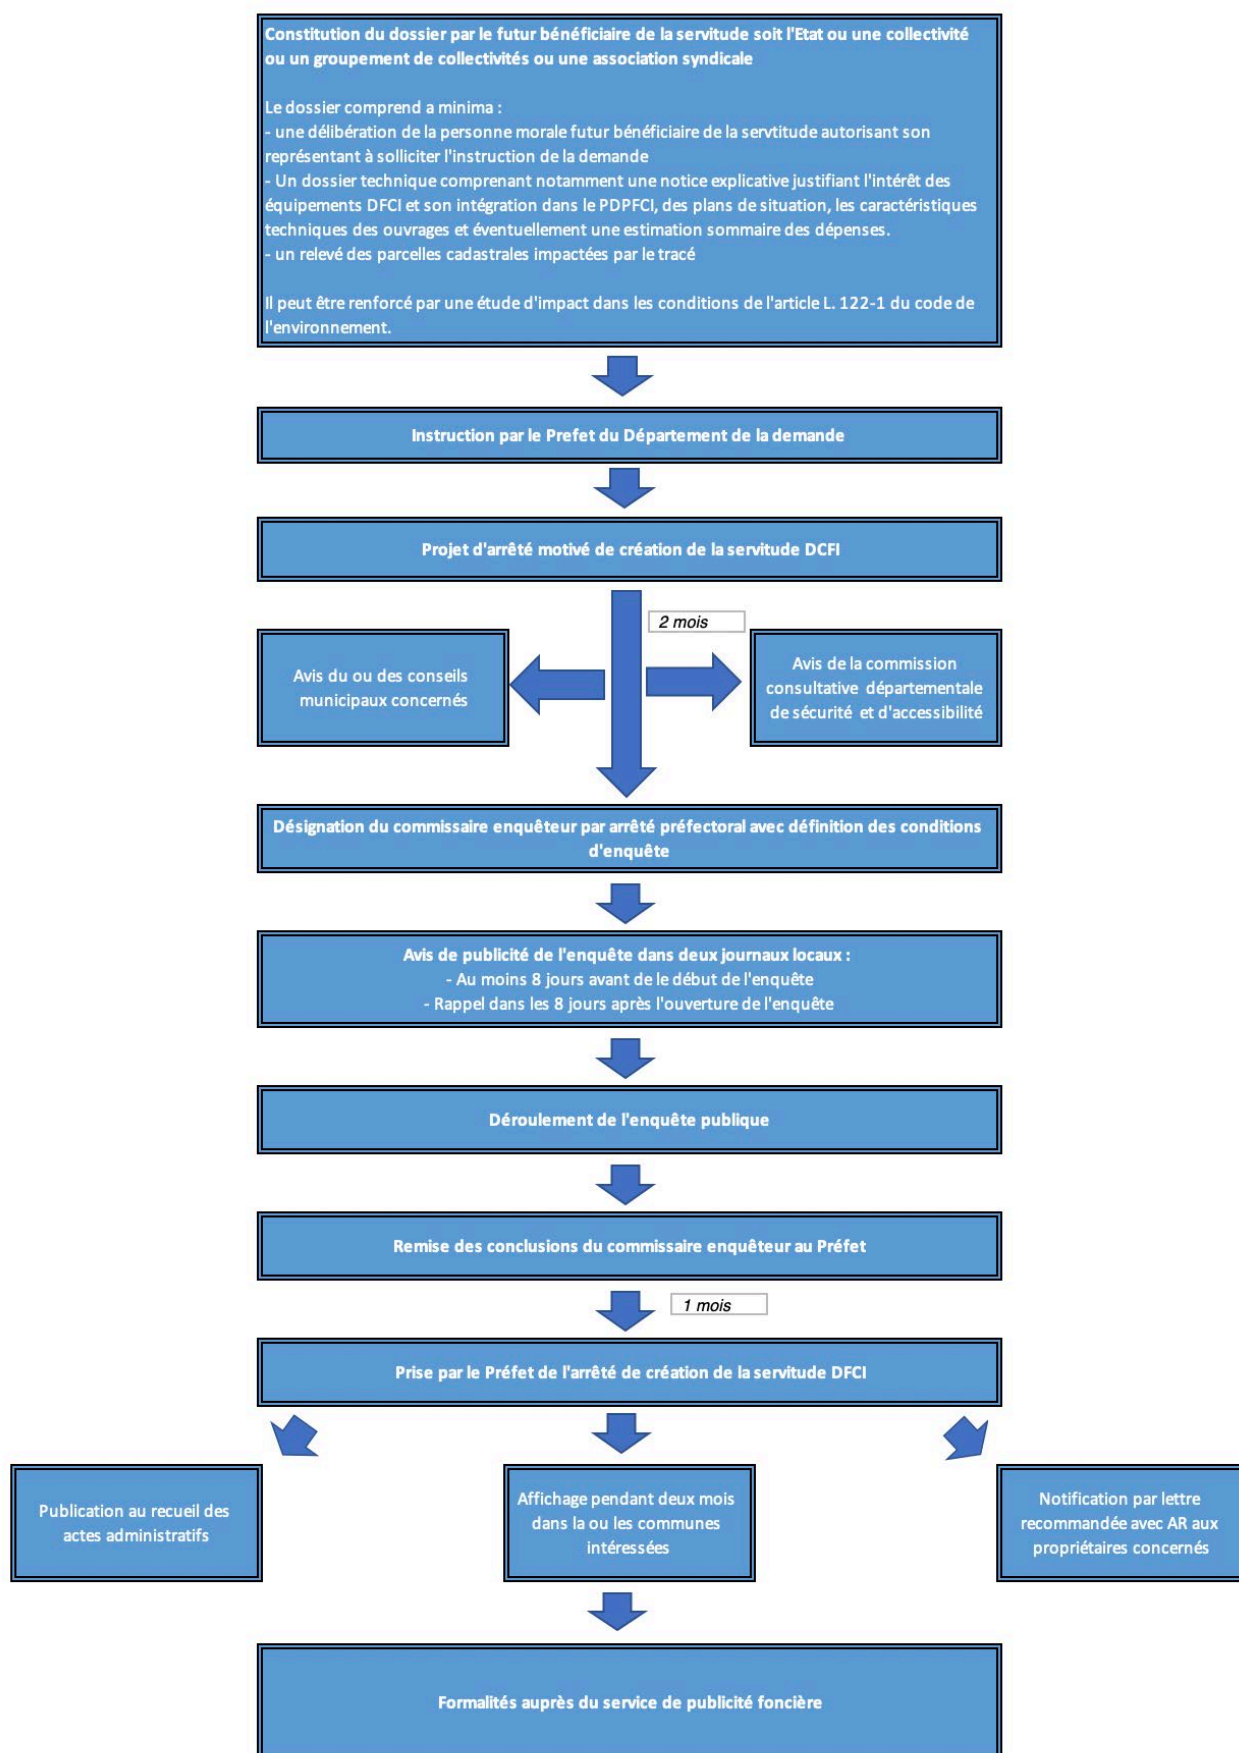 Constitution du dossier par le futur bénéficiaire de la servitude soit l'Etat ou une collectivité
ou un groupement de collectivités ou une association syndicale
Le dossier comprend a minima :
- une délibération de la personne morale futur bénéficiaire de la servtitude autorisant son
représentant à solliciter l'instruction de la demande
- Un dossier technique comprenant notamment une notice explicative justifiant l'intérêt des
équipements DFCI et son intégration dans le PDPFCI, des plans de situation, les caractéristiques
techniques des ouvrages et éventuellement une estimation sommaire des dépenses.
- un relevé des parcelles cadastrales impactées par le tracé
Il peut être renforcé par une étude d'impact dans les conditions de l'article L. 122-1 du code de
l'environnement.
Instruction par le Prefet du Département de la demande
Projet d'arrêté motivé de création de la servitude DCFI
2 mois
Avis du ou des conseils
municipaux concernés
Avis de la commission
consultative départementale
de sécurité et d'accessibilité
Désignation du commissaire enquêteur par arrêté préfectoral avec définition des conditions
d'enquête
Avis de publicité de l'enquête dans deux journaux locaux :
- Au moins 8 jours avant de le début de l'enquête
- Rappel dans les 8 jours après l'ouverture de l'enquête
Déroulement de l'enquête publique
Remise des conclusions du commissaire enquêteur au Préfet
1 mois
Prise par le Préfet de l'arrêté de création de la servitude DFCI
Publication au recueil des
actes administratifs
Affichage pendant deux mois
dans la ou les communes
intéressées
Notification par lettre
recommandée avec AR aux
propriétaires concernés
Formalités auprès du service de publicité foncière